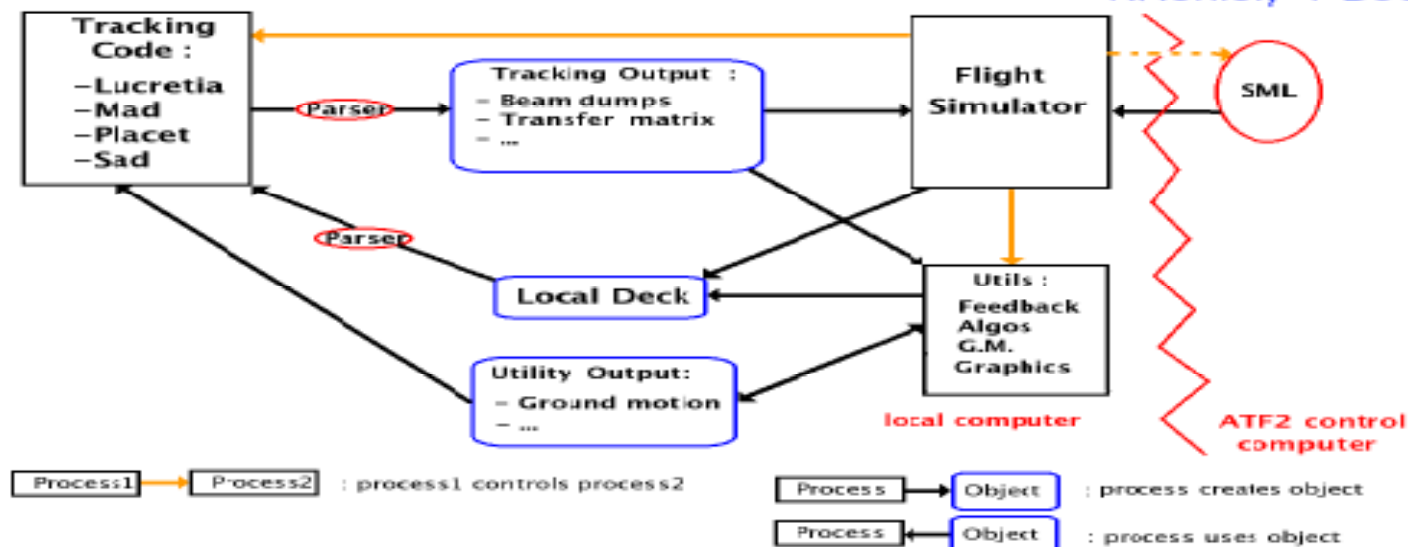 Tracking
Code :
–Lucretia
–Mad
–Placet
–Sad
Parser
Tracking Output :
– Beam dumps
– Transfer matrix
– ...
Flight
Simulator
SML
Parser
Local Deck
Utils :
Feedback
Algos
G.M.
Graphics
Utility Output:
– Ground motion
– ...
local computer
ATF2 control
computer
Process1
Process2
: process1 controls process2
Process
Object
: process creates object
Process
Object
: process uses object